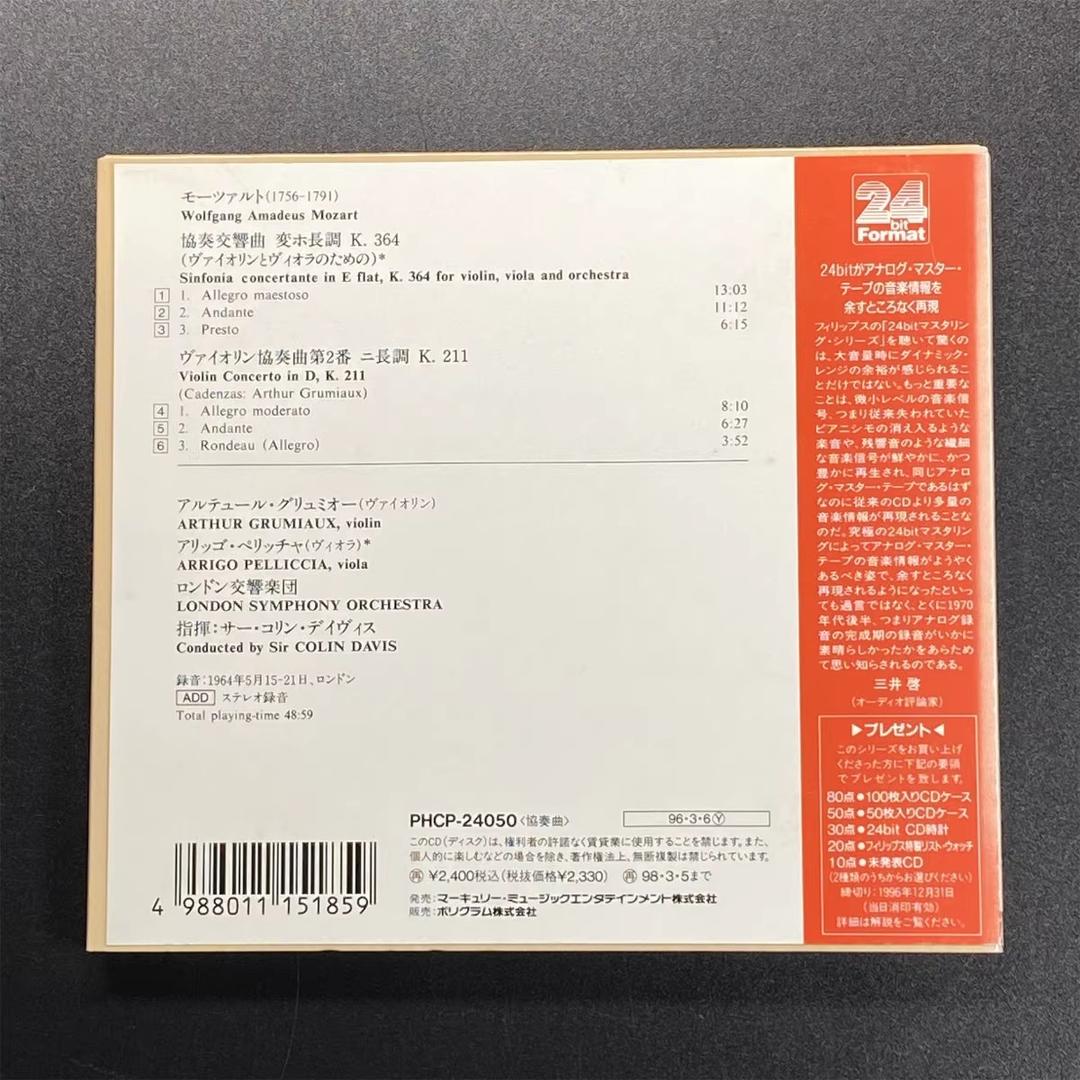 モーツァルト(1756-1791)
Wolfgang Amadeus Mozart
協奏交響曲 変ホ長調 K. 364
(ヴァイオリンとヴィオラのための)*
Sinfonia concertante in E flat, K. 364 for violin, viola and orchestra
1 1. Allegro maestoso 13:03
2 2. Andante 11:12
3 3. Presto 6:15
ヴァイオリン協奏曲第2番 ニ長調 K. 211
Violin Concerto in D, K. 211
(Cadenzas: Arthur Grumiaux)
4 1. Allegro moderato 8:10
5 2. Andante 6:27
6 3. Rondeau (Allegro) 3:52
アルテュール・グリュミオー(ヴァイオリン)
ARTHUR GRUMIAUX, violin
アリッゴ・ペリッチャ(ヴィオラ)*
ARRIGO PELLICCIA, viola
ロンドン交響楽団
LONDON SYMPHONY ORCHESTRA
指揮:サー・コリン・デイヴィス
Conducted by Sir COLIN DAVIS
録音:1964年5月15-21日、ロンドン
ADD ステレオ録音
Total playing-time 48:59
PHCP-24050〈協奏曲〉 96・3・6Ⓨ
このCD(ディスク)は、権利者の許諾なく賃貸業に使用することを禁じます。また、
個人的に楽しむなどの場合を除き、著作権法上、無断複製は禁じられています。
㊢¥2,400税込(税抜価格¥2,330) ㊢98・3・5まで
発売:マーキュリー・ミュージックエンタテインメント株式会社
販売:ポリグラム株式会社
4 988011 151859
24
bit
Format
24bitがアナログ・マスター・
テープの音楽情報を
余すところなく再現
フィリップスの「24bitマスタリン
グ・シリーズ」を聴いて驚くの
は、大音量時にダイナミック・
レンジの余裕が感じられるこ
とだけではない。もっと重要な
ことは、微小レベルの音楽信
号、つまり従来失われていた
ピアニシモの消え入るような
楽音や、残響音のような繊細
な音楽信号が鮮やかに、かつ
豊かに再生され、同じアナロ
グ・マスター・テープであるはず
なのに従来のCDより多量の
音楽情報が再現されることな
のだ。究極の24bitマスタリン
グによってアナログ・マスター・
テープの音楽情報がようやく
あるべき姿で、余すところなく
再現されるようになったといっ
ても過言ではなく、とくに1970
年代後半、つまりアナログ録
音の完成期の録音がいかに
素晴らしかったかをあらため
て思い知らされるのである。
三井 啓
(オーディオ評論家)
▶プレゼント◀
このシリーズをお買い上げ
くださった方に下記の要領
でプレゼントを致します。
80点●100枚入りCDケース
50点●50枚入りCDケース
30点●24bit CD時計
20点●フィリップス特製リスト・ウォッチ
10点●未発表CD
(2種類のうちからお選びください)
締切り:1996年12月31日
(当日消印有効)
詳細は解説をご覧ください。